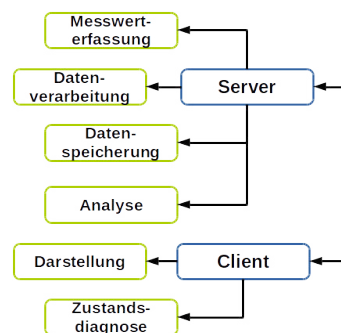 Messwert-
erfassung
Daten-
verarbeitung
Server
Daten-
speicherung
Analyse
Darstellung
Client
Zustands-
diagnose